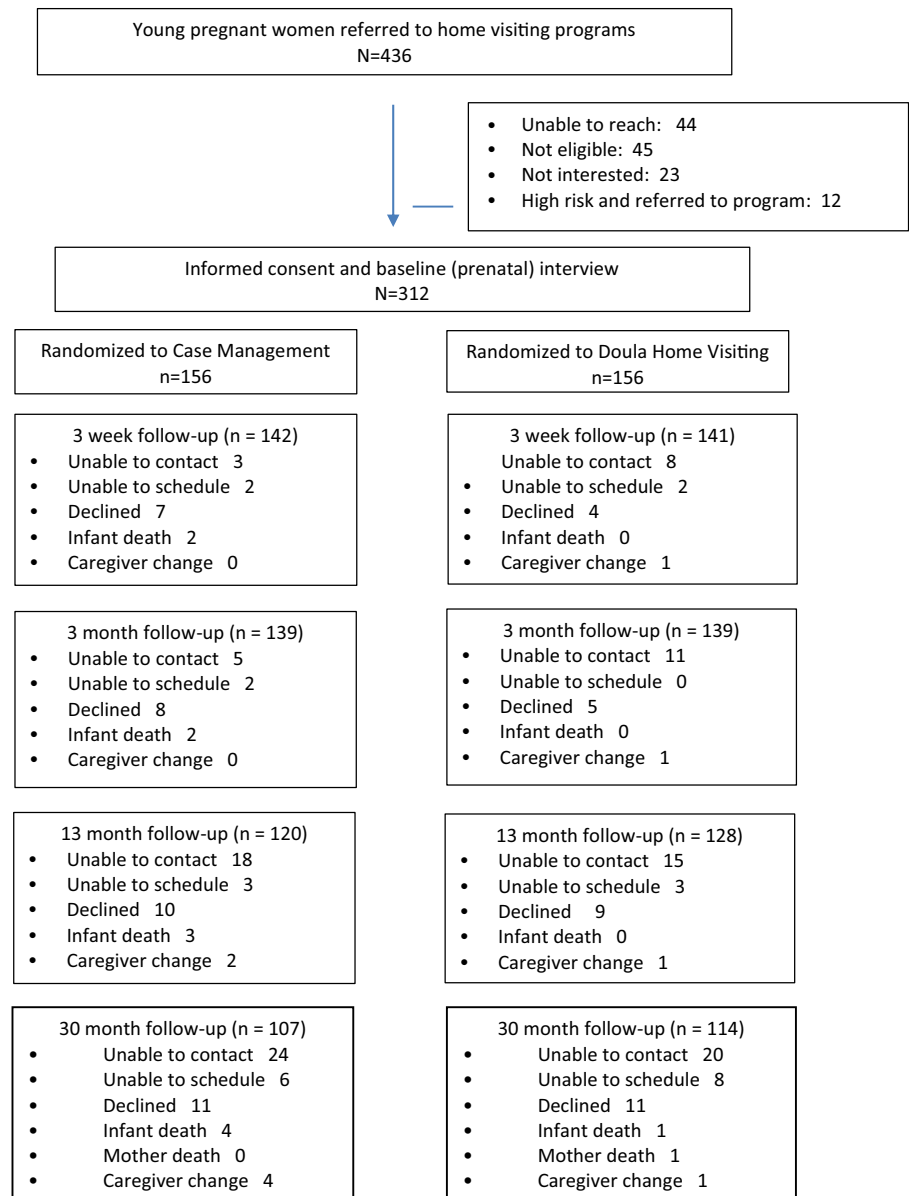 Young pregnant women referred to home visiting programs
N=436
• Unable to reach: 44
• Not eligible: 45
• Not interested: 23
• High risk and referred to program: 12
Informed consent and baseline (prenatal) interview
N=312
Randomized to Case Management
n=156
Randomized to Doula Home Visiting
n=156
3 week follow-up (n = 142)
• Unable to contact 3
• Unable to schedule 2
• Declined 7
• Infant death 2
• Caregiver change 0
3 week follow-up (n = 141)
Unable to contact 8
• Unable to schedule 2
• Declined 4
• Infant death 0
• Caregiver change 1
3 month follow-up (n = 139)
• Unable to contact 5
• Unable to schedule 2
• Declined 8
• Infant death 2
• Caregiver change 0
3 month follow-up (n = 139)
• Unable to contact 11
• Unable to schedule 0
• Declined 5
• Infant death 0
• Caregiver change 1
13 month follow-up (n = 120)
• Unable to contact 18
• Unable to schedule 3
• Declined 10
• Infant death 3
• Caregiver change 2
13 month follow-up (n = 128)
• Unable to contact 15
• Unable to schedule 3
• Declined 9
• Infant death 0
• Caregiver change 1
30 month follow-up (n = 107)
• Unable to contact 24
• Unable to schedule 6
• Declined 11
• Infant death 4
• Mother death 0
• Caregiver change 4
30 month follow-up (n = 114)
• Unable to contact 20
• Unable to schedule 8
• Declined 11
• Infant death 1
• Mother death 1
• Caregiver change 1